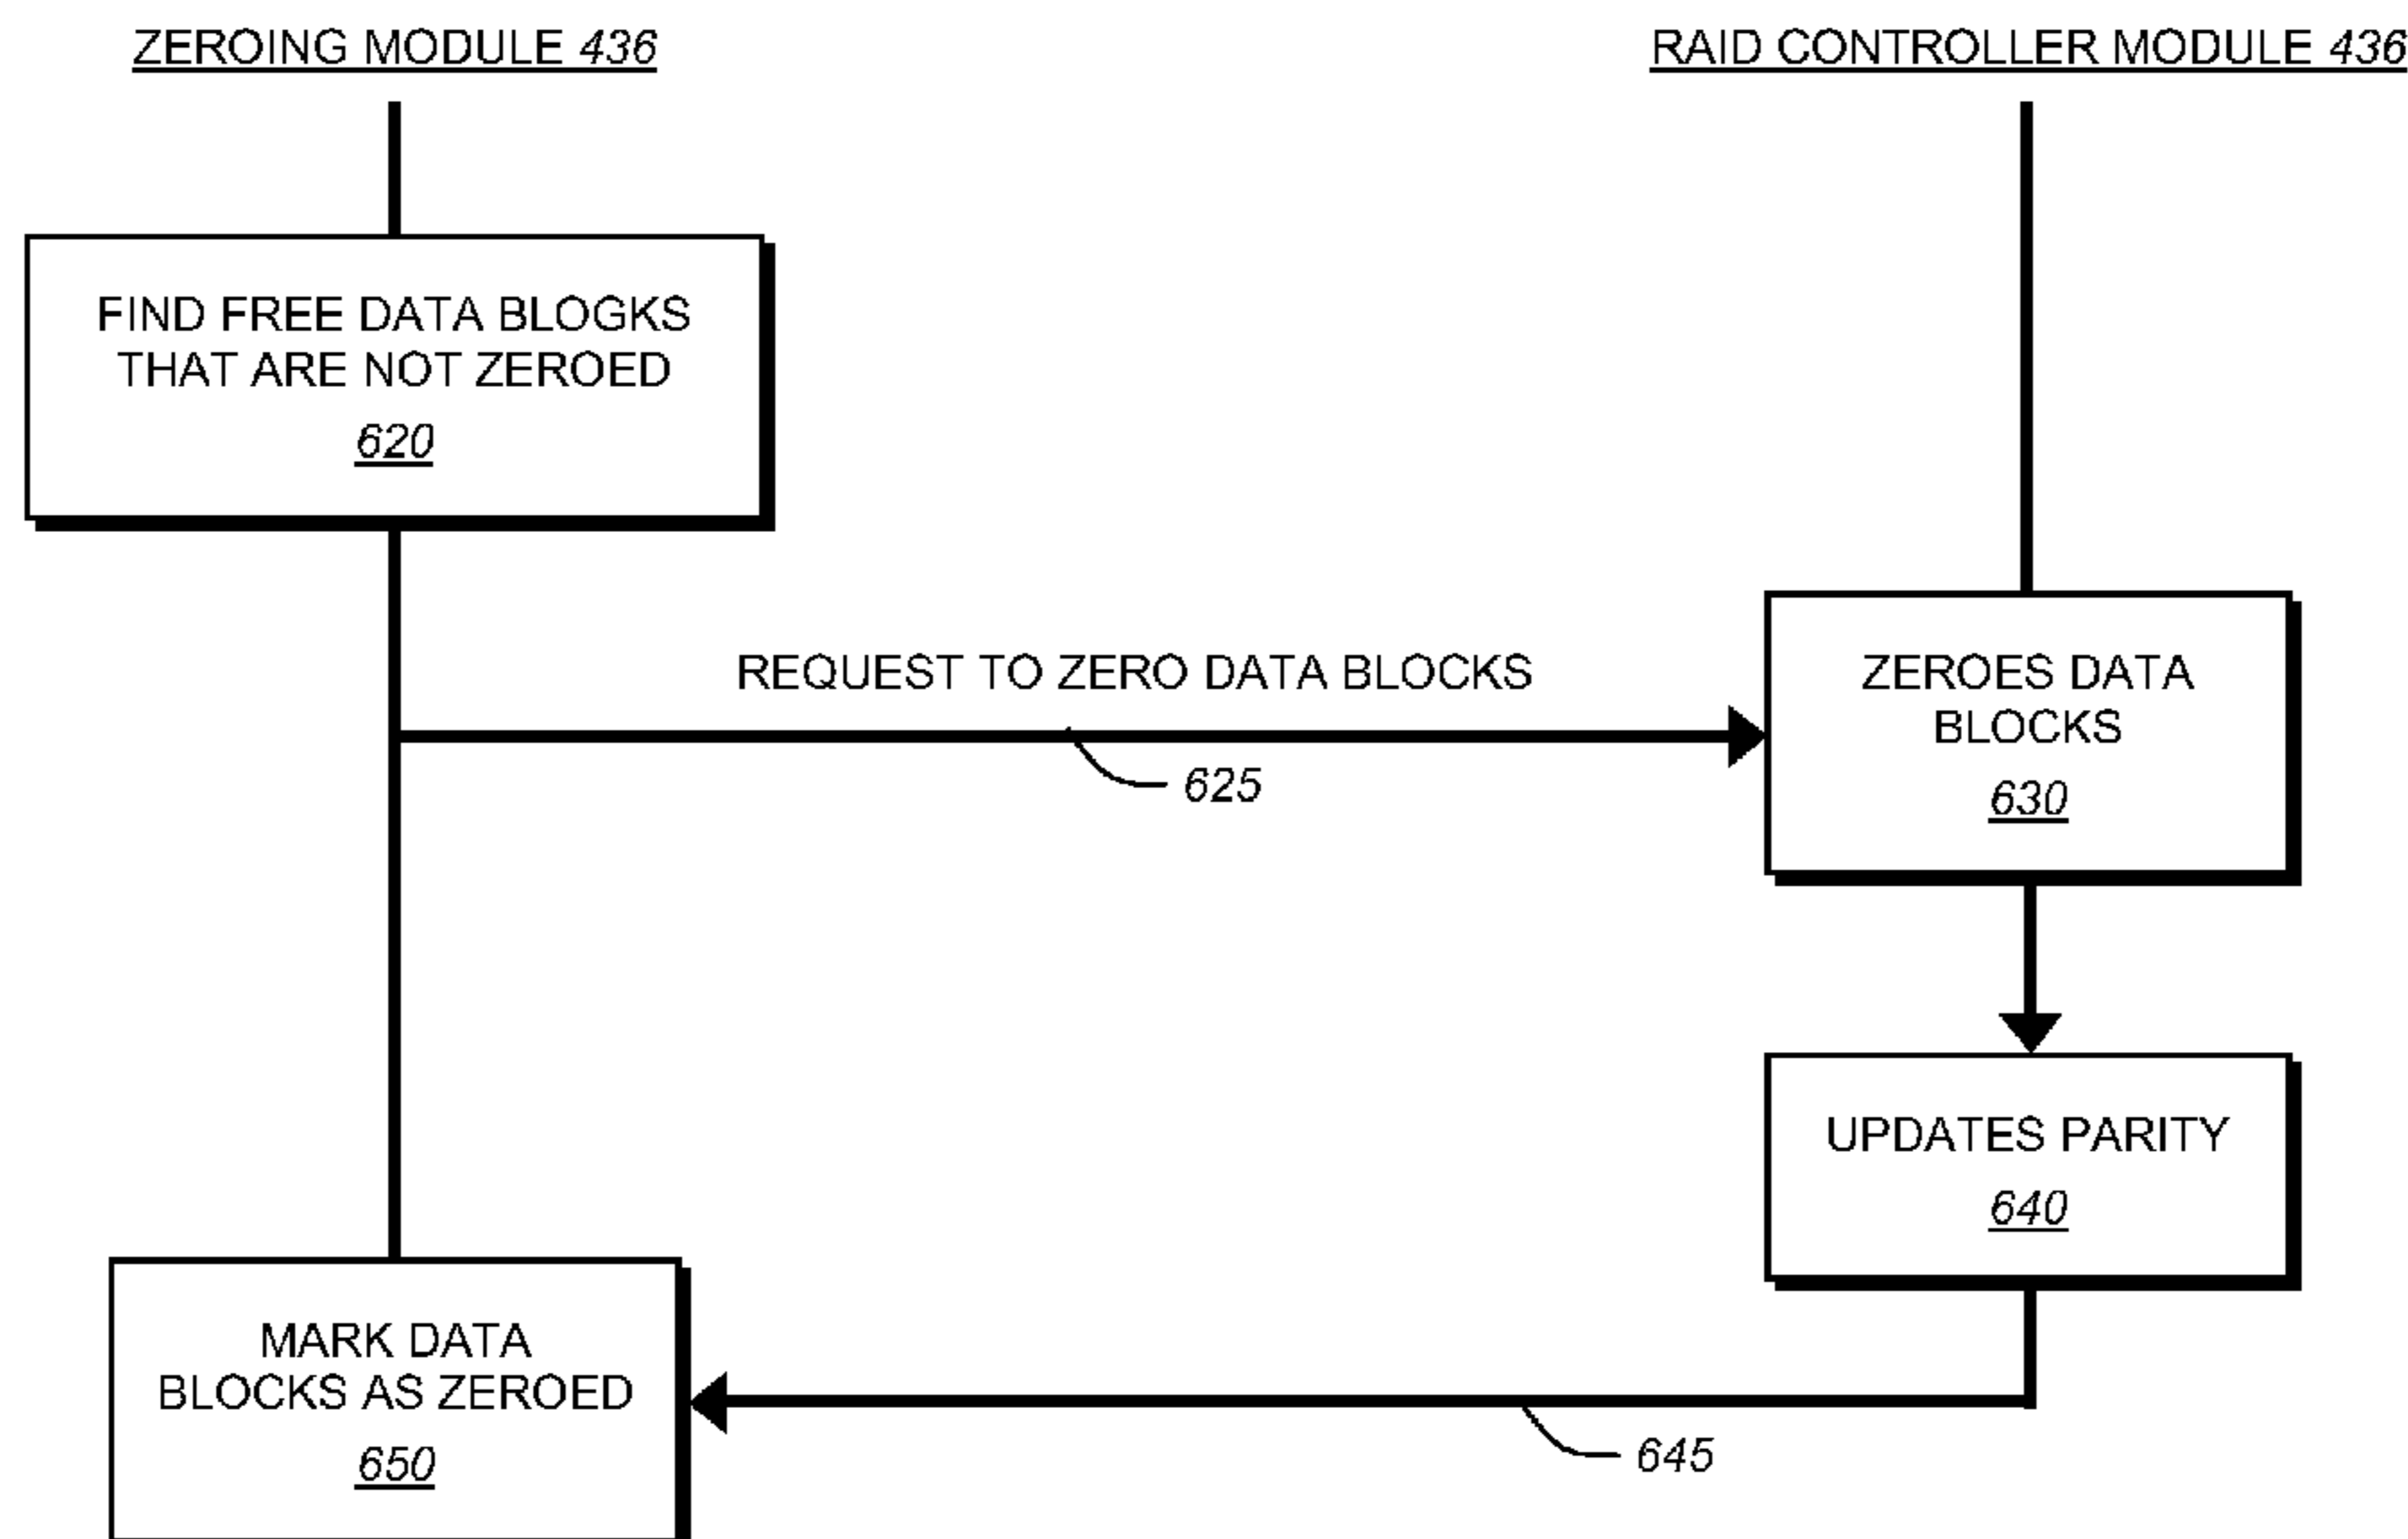 ZEROING MODULE 436
RAID CONTROLLER MODULE 436
FIND FREE DATA BLOGKS
THAT ARE NOT ZEROED
620
REQUEST TO ZERO DATA BLOCKS
625
ZEROES DATA
BLOCKS
630
UPDATES PARITY
640
MARK DATA
BLOCKS AS ZEROED
650
645